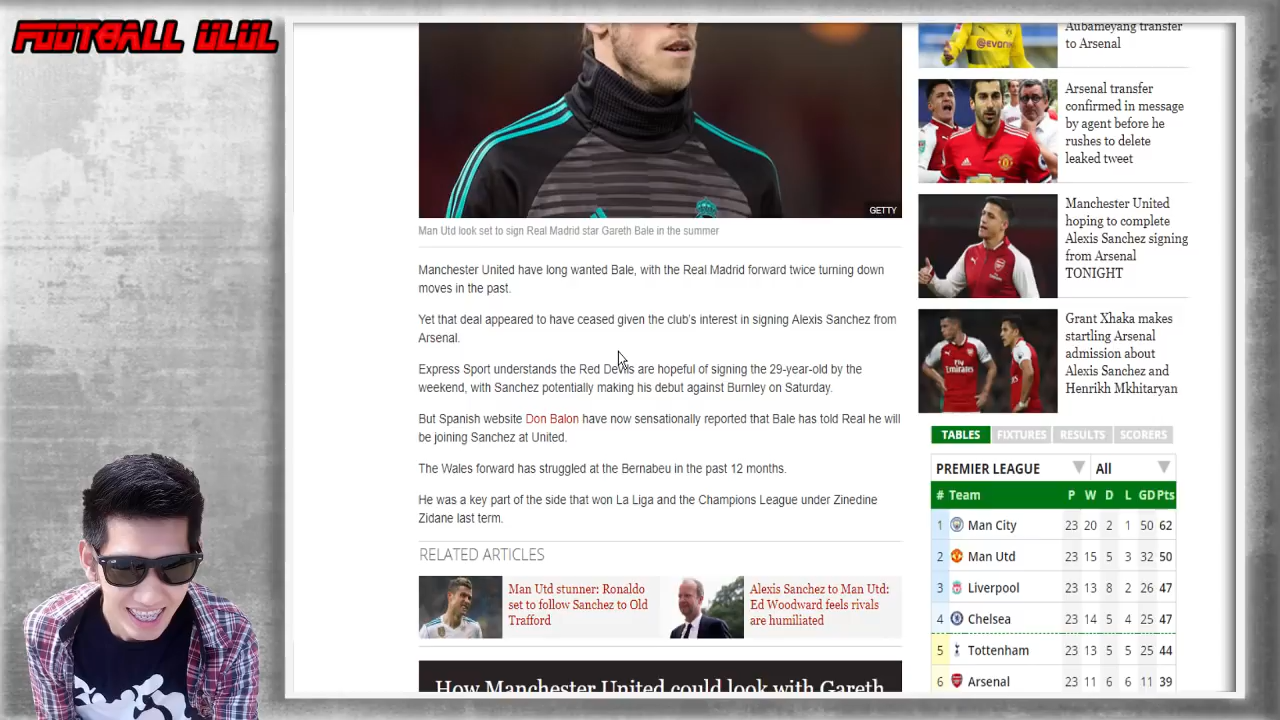 FOOTBALL ULUL
GETTY
Man Utd look set to sign Real Madrid star Gareth Bale in the summer
Manchester United have long wanted Bale, with the Real Madrid forward twice turning down
moves in the past.
Yet that deal appeared to have ceased given the club's interest in signing Alexis Sanchez from
Arsenal.
Express Sport understands the Red Devils are hopeful of signing the 29-year-old by the
weekend, with Sanchez potentially making his debut against Burnley on Saturday.
But Spanish website Don Balon have now sensationally reported that Bale has told Real he will
be joining Sanchez at United.
The Wales forward has struggled at the Bernabeu in the past 12 months.
He was a key part of the side that won La Liga and the Champions League under Zinedine
Zidane last term.
RELATED ARTICLES
Man Utd stunner: Ronaldo
set to follow Sanchez to Old
Trafford
Alexis Sanchez to Man Utd:
Ed Woodward feels rivals
are humiliated
How Manchester United could look with Gareth
Aubameyang transfer
to Arsenal
Arsenal transfer
confirmed in message
by agent before he
rushes to delete
leaked tweet
Manchester United
hoping to complete
Alexis Sanchez signing
from Arsenal
TONIGHT
Grant Xhaka makes
startling Arsenal
admission about
Alexis Sanchez and
Henrikh Mkhitaryan
TABLES FIXTURES RESULTS SCORERS
PREMIER LEAGUE All
# Team P W D L GD Pts
1 Man City 23 20 2 1 50 62
2 Man Utd 23 15 5 3 32 50
3 Liverpool 23 13 8 2 26 47
4 Chelsea 23 14 5 4 25 47
5 Tottenham 23 13 5 5 25 44
6 Arsenal 23 11 6 6 11 39